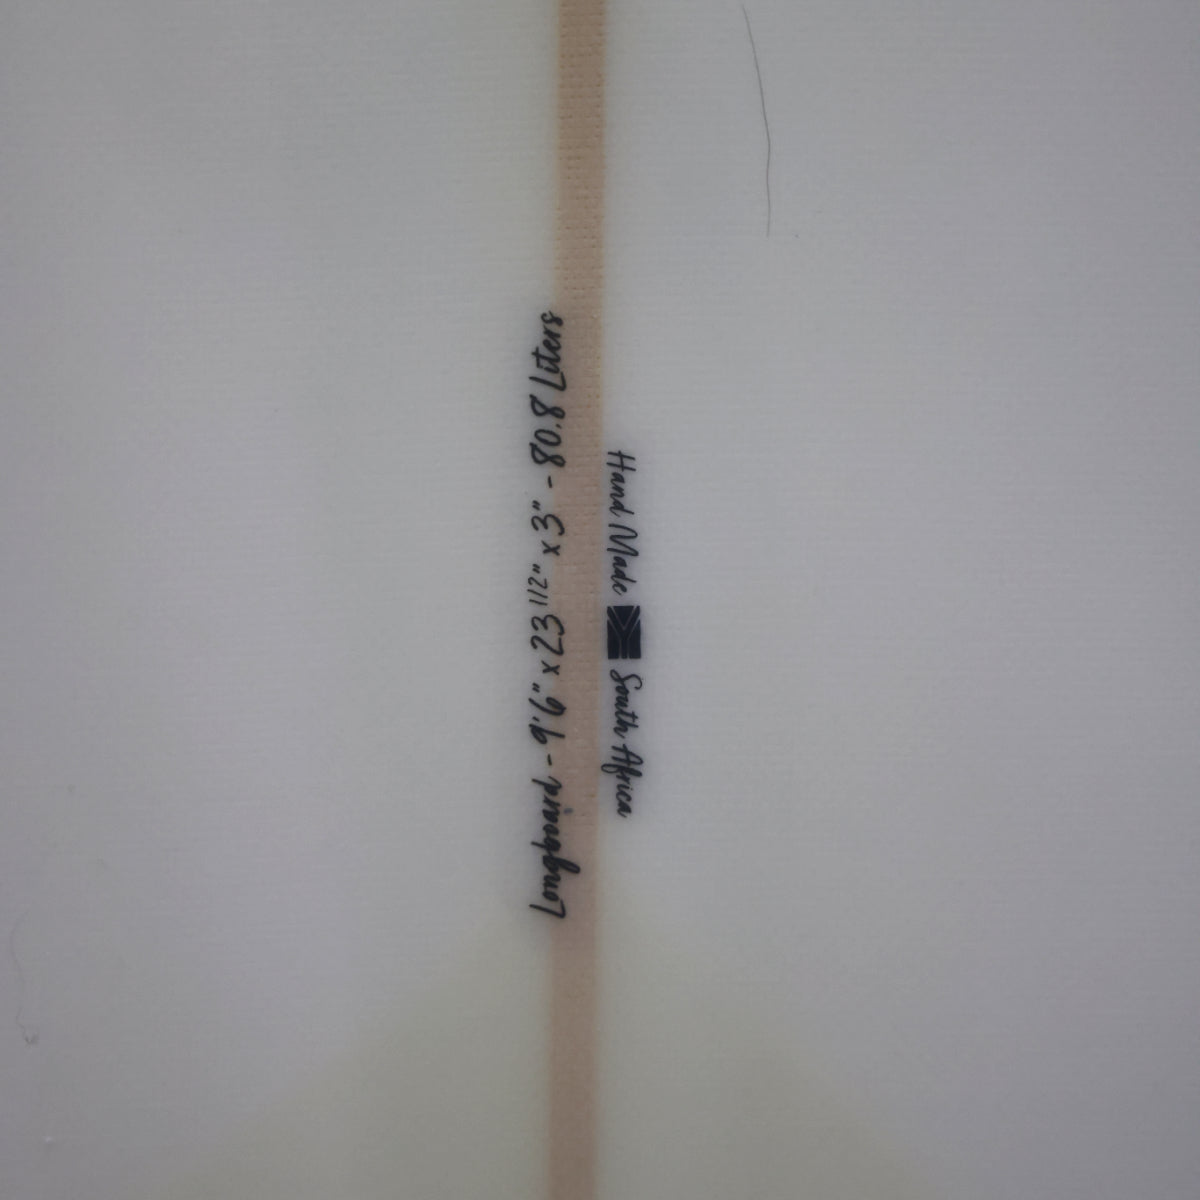 Longboard - 9'6" x 23 1/2" x 3" - 80.8 Liters
Hand Made South Africa